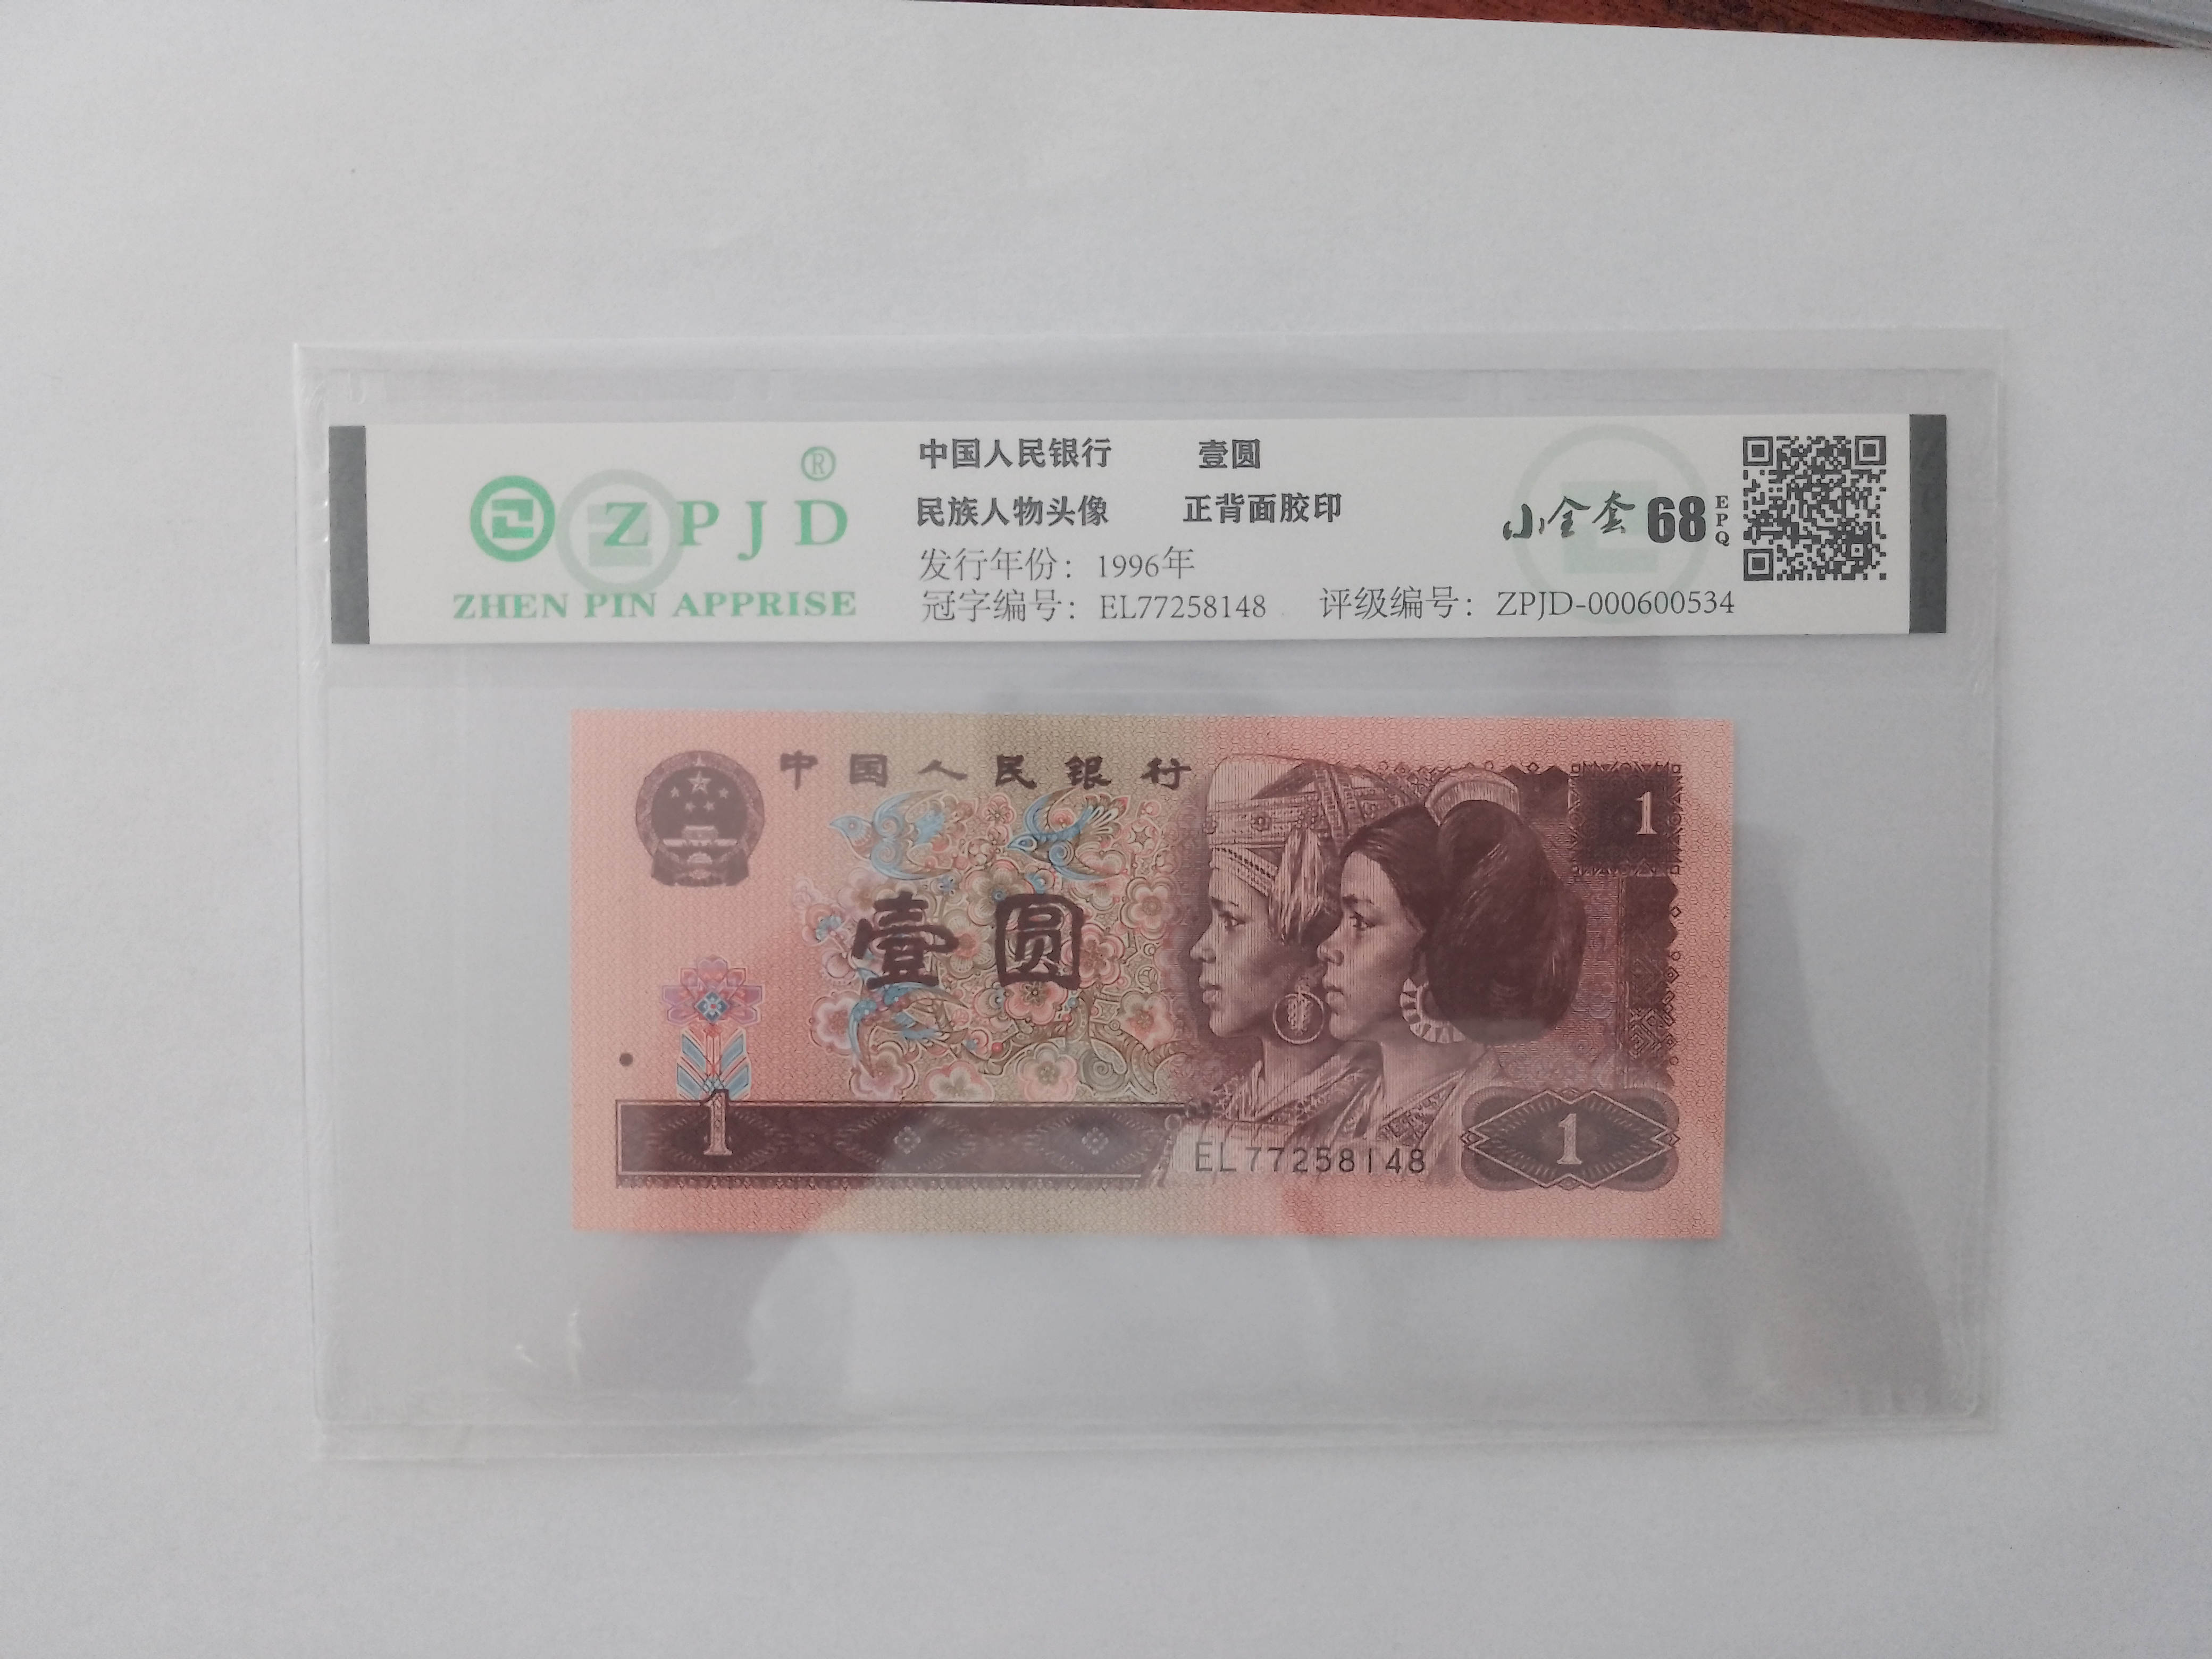 ®
ZPJD
ZHEN PIN APPRISE
中国人民银行 壹圆
民族人物头像 正背面胶印
发行年份：1996年
冠字编号：EL77258148 评级编号：ZPJD-000600534
小全套 68 EPQ
中国人民银行
1
壹圆
1
EL77258148
1